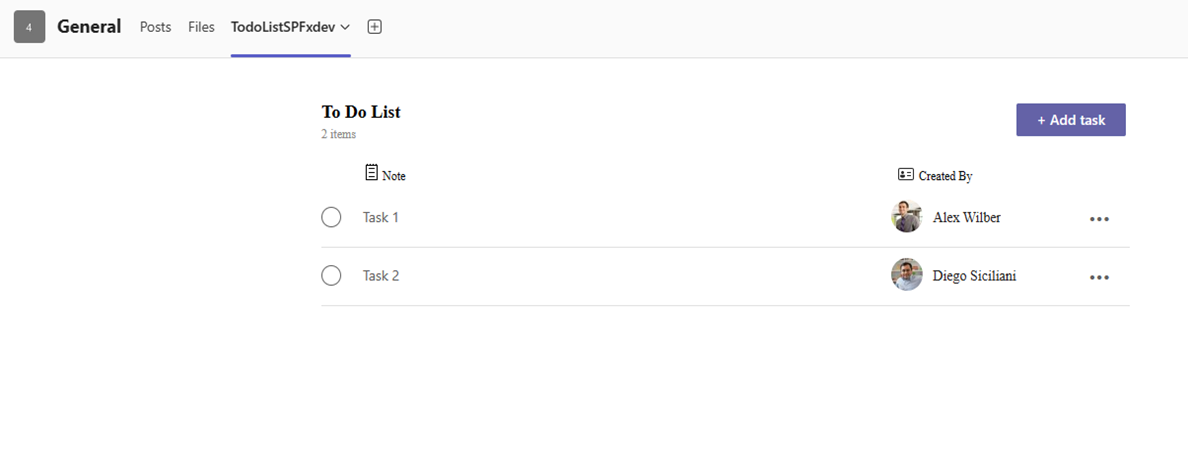 4 General Posts Files TodoListSPFxdev
To Do List
+ Add task
2 items
Note Created By
Task 1 Alex Wilber
Task 2 Diego Siciliani